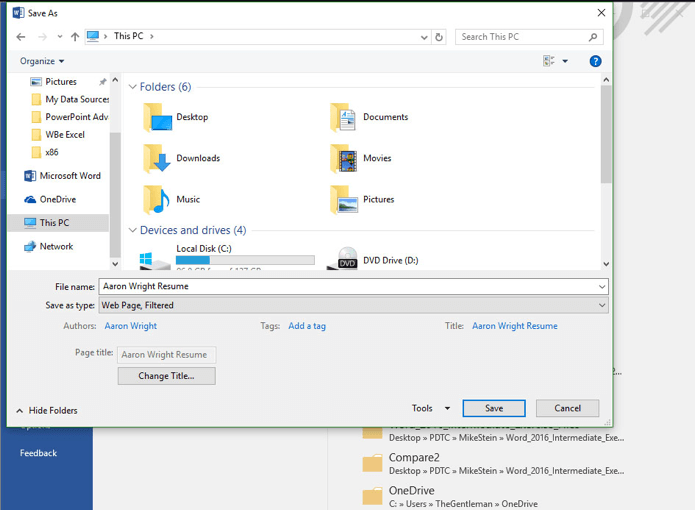 Save As
This PC
Search This PC
Organize
Pictures
My Data Sources
PowerPoint Adv
WBe Excel
x86
Microsoft Word
OneDrive
This PC
Network
Folders (6)
Desktop
Documents
Downloads
Movies
Music
Pictures
Devices and drives (4)
Local Disk (C:)
DVD Drive (D:)
DVD
File name: Aaron Wright Resume
Save as type: Web Page, Filtered
Authors: Aaron Wright Tags: Add a tag Title: Aaron Wright Resume
Page title: Aaron Wright Resume
Change Title...
Hide Folders
Tools Save Cancel
Feedback
Desktop » PDTC » MikeStein » Word_2016_Intermediate_Exe...
Compare2
Desktop » PDTC » MikeStein » Word_2016_Intermediate_Exe...
OneDrive
C: » Users » TheGentleman » OneDrive